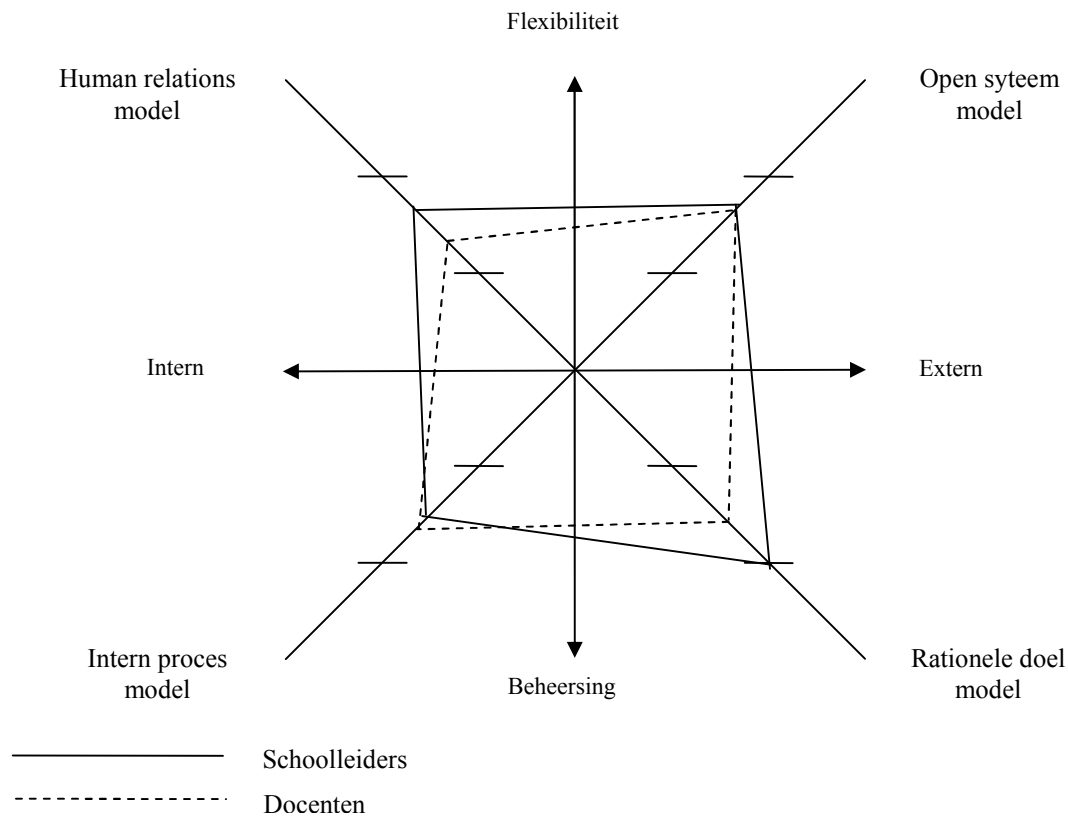 Flexibiliteit
Human relations
model
Open syteem
model
Intern
Extern
Intern proces
model
Beheersing
Rationele doel
model
Schoolleiders
Docenten